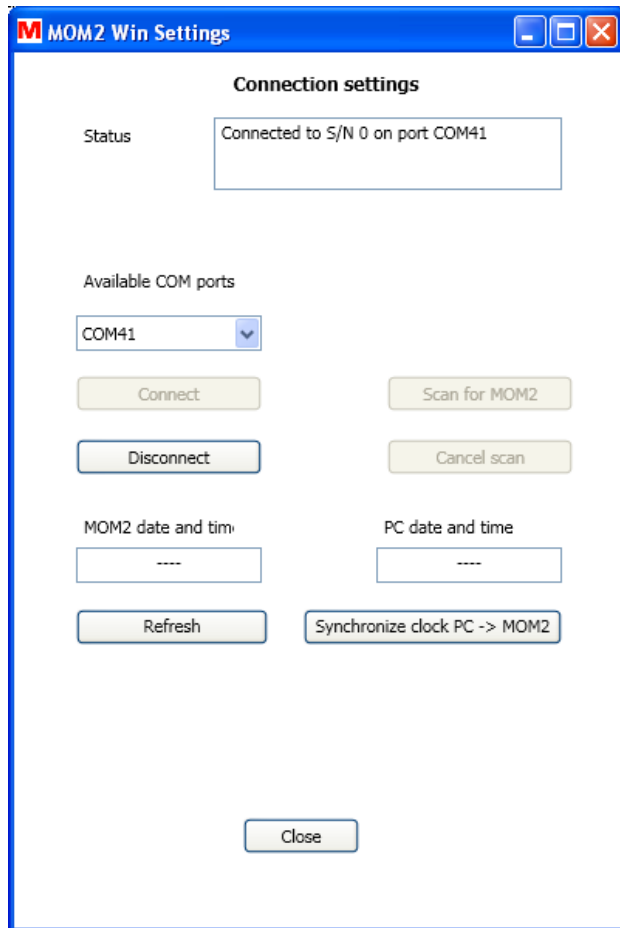 M MOM2 Win Settings
Connection settings
Status
Connected to S/N 0 on port COM41
Available COM ports
COM41
Connect
Scan for MOM2
Disconnect
Cancel scan
MOM2 date and tim
PC date and time
----
----
Refresh
Synchronize clock PC -> MOM2
Close